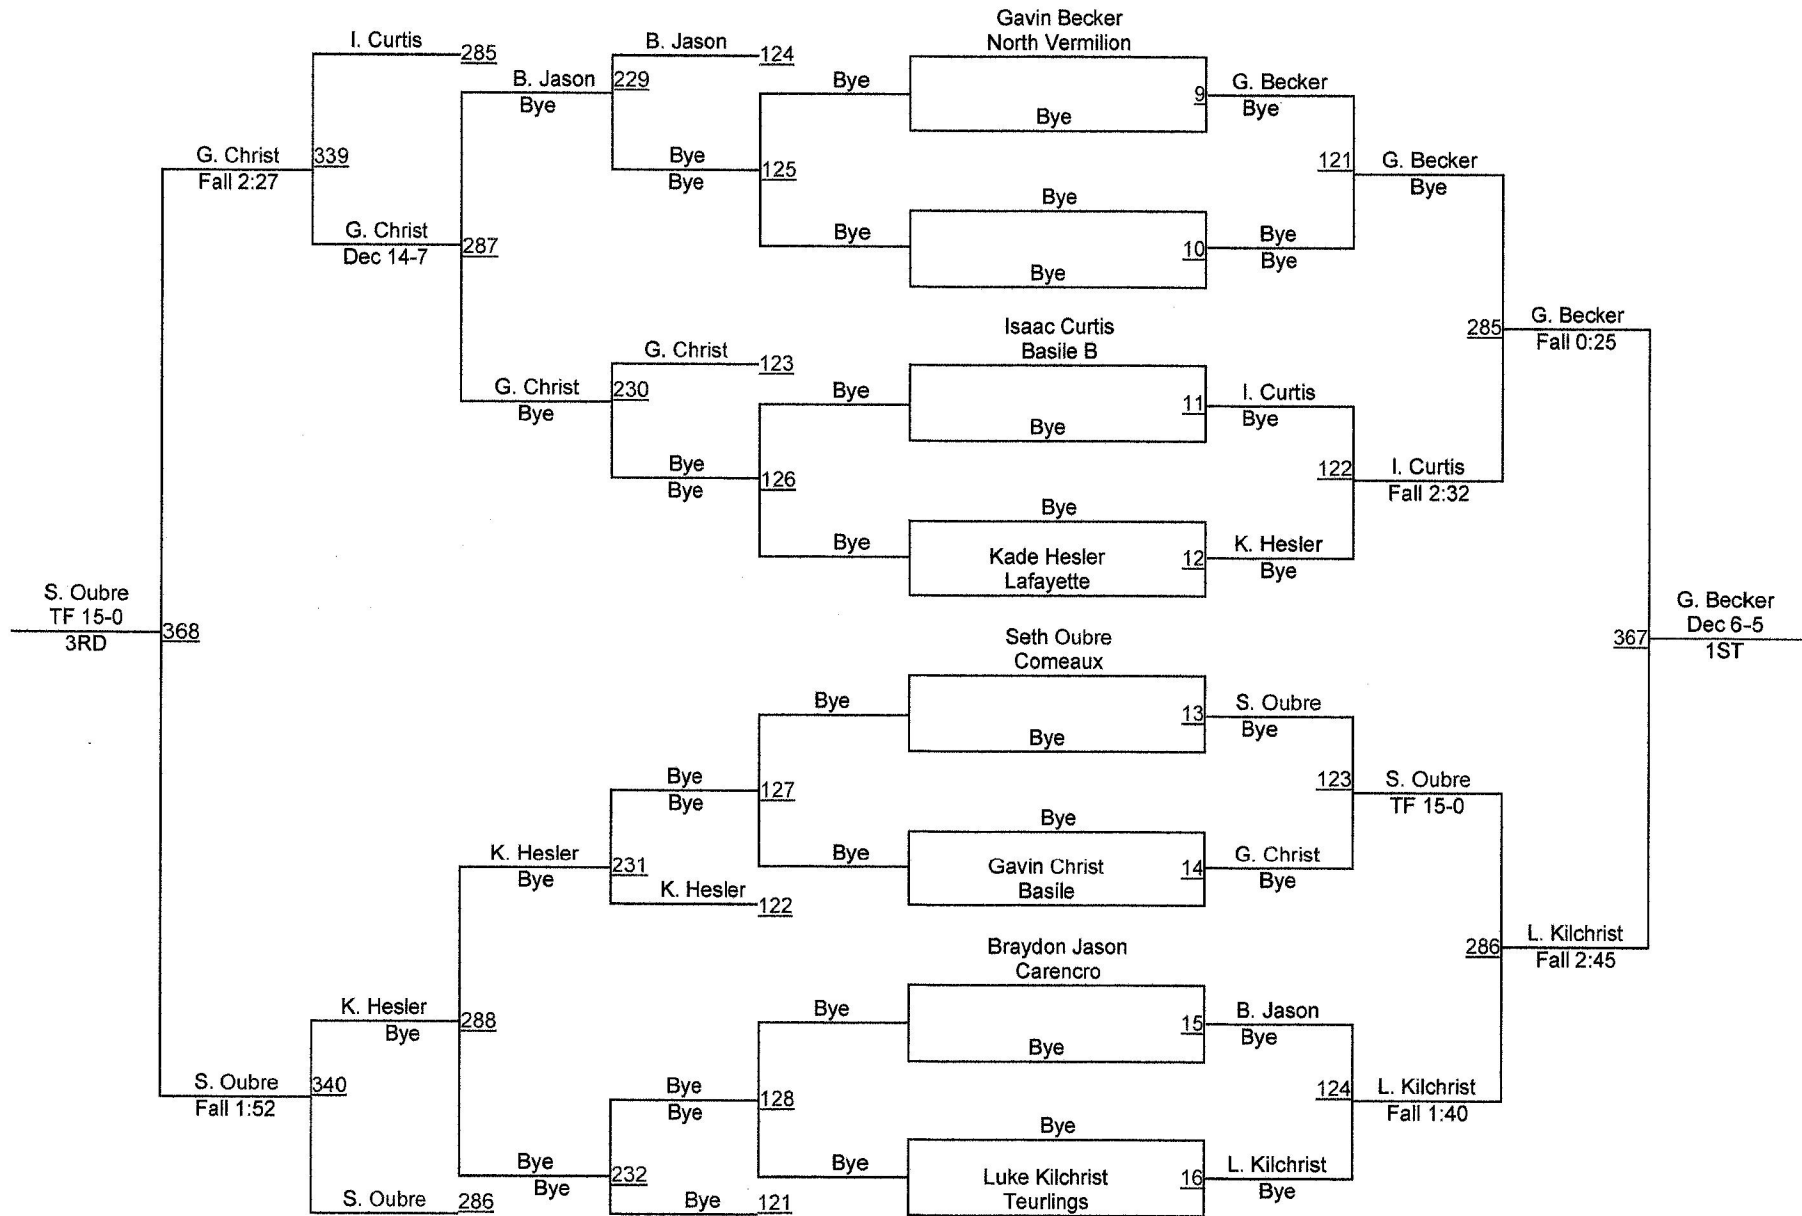 Gavin Becker
North Vermilion
I. Curtis
285
B. Jason
124
B. Jason
229
Bye
Bye
9
G. Becker
Bye
Bye
G. Christ
339
Fall 2:27
Bye
125
Bye
121
G. Becker
Bye
Bye
G. Christ
287
Dec 14-7
Bye
10
Bye
Bye
Bye
Isaac Curtis
Basile B
285
G. Becker
Fall 0:25
G. Christ
123
G. Christ
230
Bye
Bye
11
I. Curtis
Bye
Bye
Bye
126
Bye
122
I. Curtis
Fall 2:32
Bye
Bye
Kade Hesler
Lafayette
12
K. Hesler
Bye
S. Oubre
TF 15-0
3RD
368
G. Becker
Dec 6-5
1ST
367
Seth Oubre
Comeaux
Bye
13
S. Oubre
Bye
Bye
Bye
127
Bye
123
S. Oubre
TF 15-0
Bye
K. Hesler
231
Bye
Bye
Gavin Christ
Basile
14
G. Christ
Bye
K. Hesler
122
Braydon Jason
Carencro
286
L. Kilchrist
Fall 2:45
K. Hesler
288
Bye
Bye
15
B. Jason
Bye
Bye
S. Oubre
340
Fall 1:52
Bye
128
Bye
124
L. Kilchrist
Fall 1:40
Bye
Bye
232
Bye
Bye
Luke Kilchrist
Teurlings
16
L. Kilchrist
Bye
S. Oubre
286
Bye
121